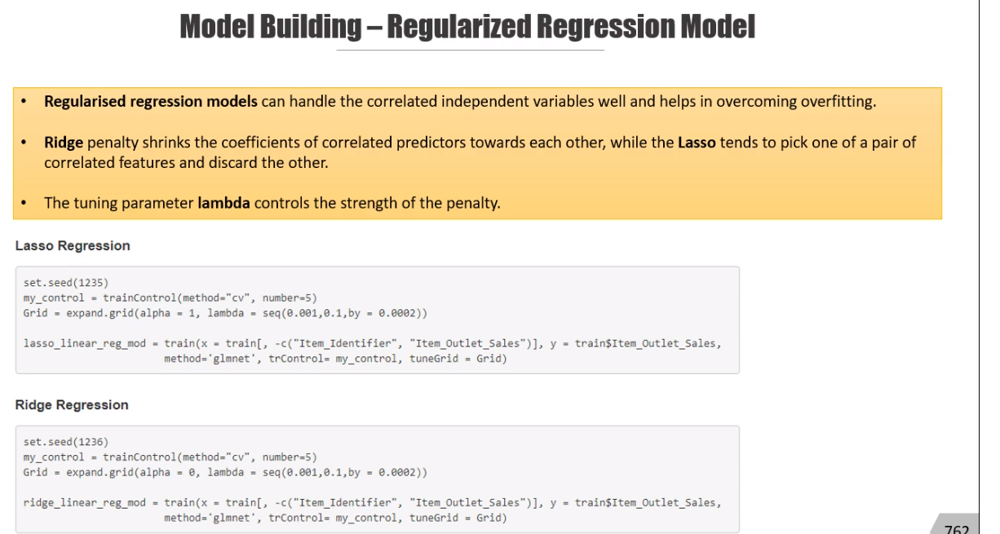 Model Building – Regularized Regression Model
• Regularised regression models can handle the correlated independent variables well and helps in overcoming overfitting.
• Ridge penalty shrinks the coefficients of correlated predictors towards each other, while the Lasso tends to pick one of a pair of
correlated features and discard the other.
• The tuning parameter lambda controls the strength of the penalty.
Lasso Regression
set.seed(1235)
my_control = trainControl(method="cv", number=5)
Grid = expand.grid(alpha = 1, lambda = seq(0.001,0.1,by = 0.0002))
lasso_linear_reg_mod = train(x = train[, -c("Item_Identifier", "Item_Outlet_Sales")], y = train$Item_Outlet_Sales,
method='glmnet', trControl= my_control, tuneGrid = Grid)
Ridge Regression
set.seed(1236)
my_control = trainControl(method="cv", number=5)
Grid = expand.grid(alpha = 0, lambda = seq(0.001,0.1,by = 0.0002))
ridge_linear_reg_mod = train(x = train[, -c("Item_Identifier", "Item_Outlet_Sales")], y = train$Item_Outlet_Sales,
method='glmnet', trControl= my_control, tuneGrid = Grid)
762